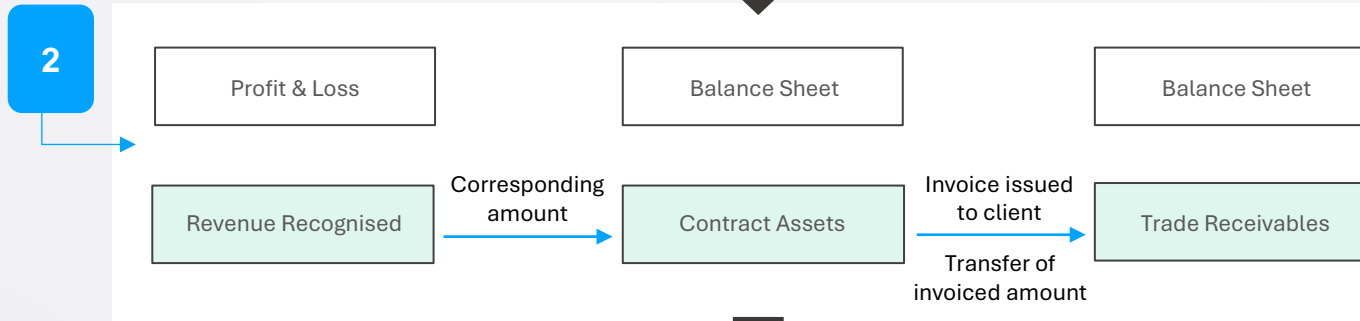 2
Profit & Loss
Balance Sheet
Balance Sheet
Revenue Recognised
Corresponding
amount
Contract Assets
Invoice issued
to client
Transfer of
invoiced amount
Trade Receivables